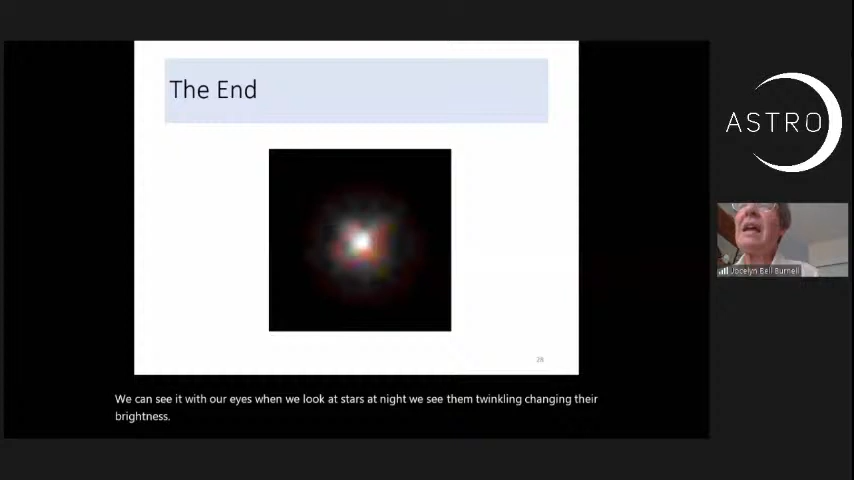 The End
ASTRO
Jocelyn Bell Burnell
28
We can see it with our eyes when we look at stars at night we see them twinkling changing their
brightness.